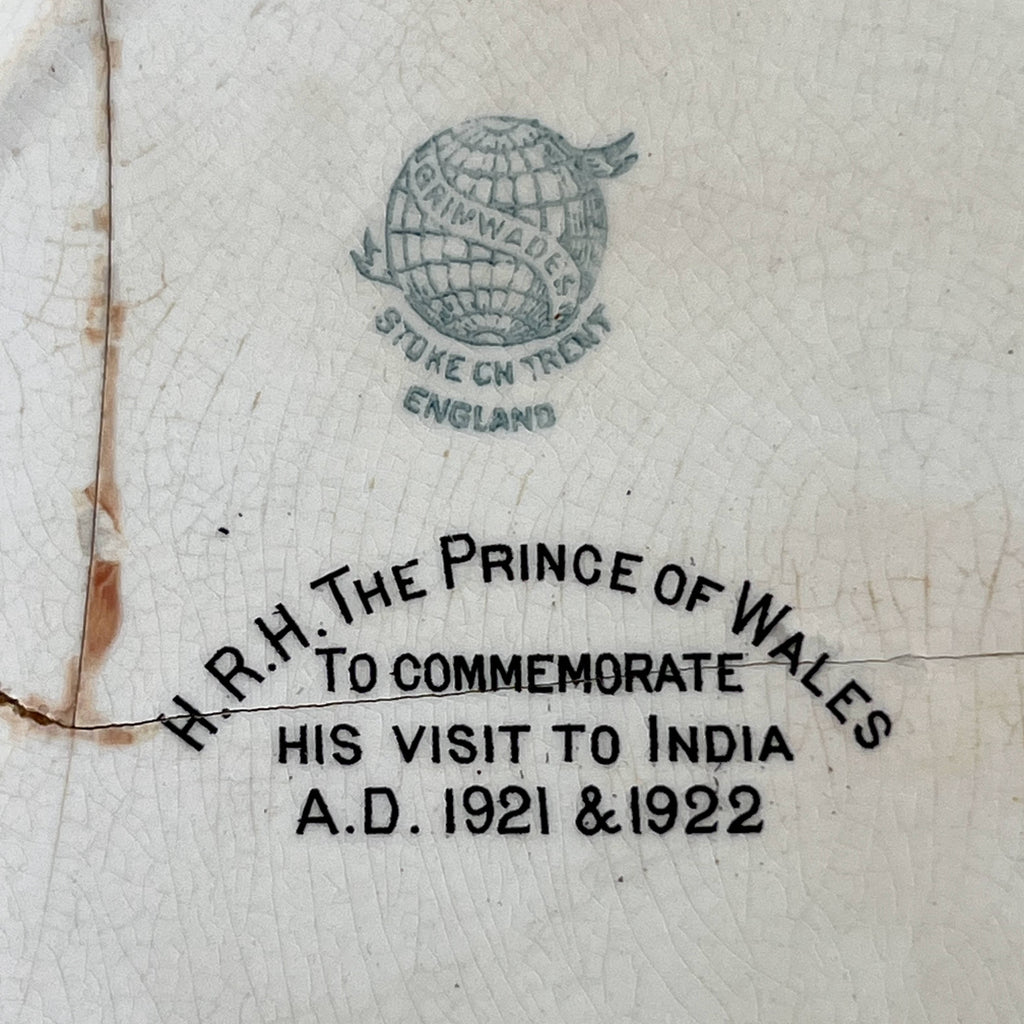 GRIMWADES
STOKE ON TRENT
ENGLAND
H.R.H. THE PRINCE OF WALES
TO COMMEMORATE
HIS VISIT TO INDIA
A.D. 1921 & 1922